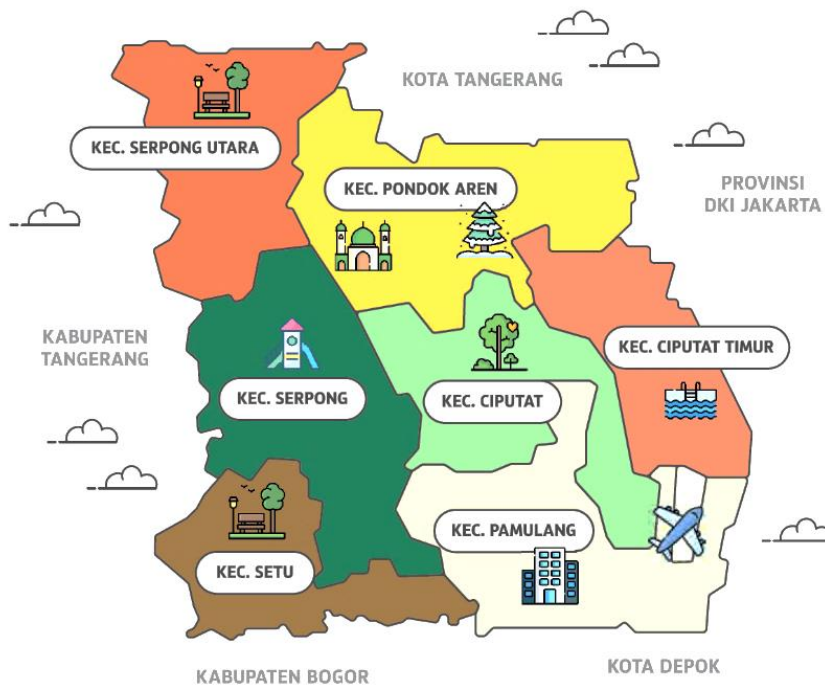 KOTA TANGERANG
KEC. SERPONG UTARA
KEC. PONDOK AREN
PROVINSI
DKI JAKARTA
KABUPATEN
TANGERANG
KEC. CIPUTAT TIMUR
KEC. SERPONG
KEC. CIPUTAT
KEC. PAMULANG
KEC. SETU
KABUPATEN BOGOR
KOTA DEPOK